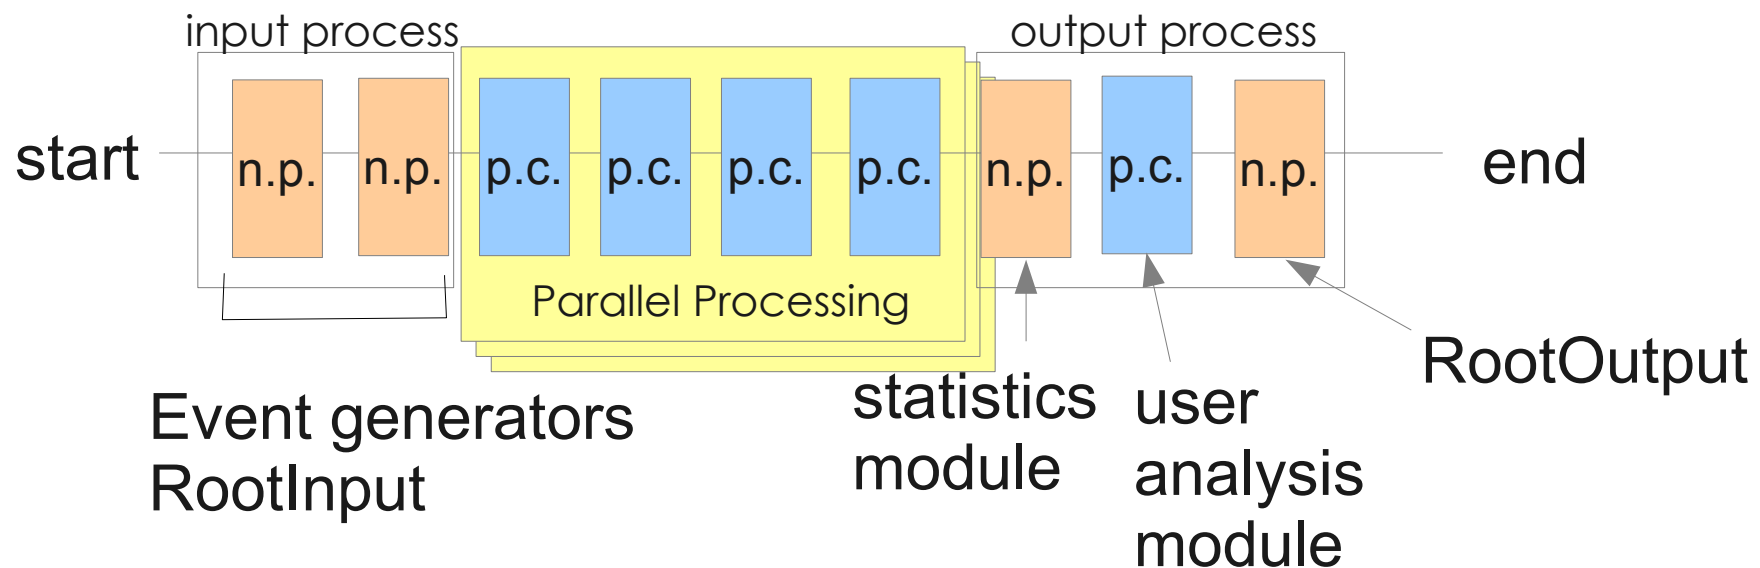 input process
output process
start
n.p.
n.p.
p.c.
p.c.
p.c.
p.c.
n.p.
p.c.
n.p.
end
Parallel Processing
Event generators
RootInput
statistics
module
user
analysis
module
RootOutput